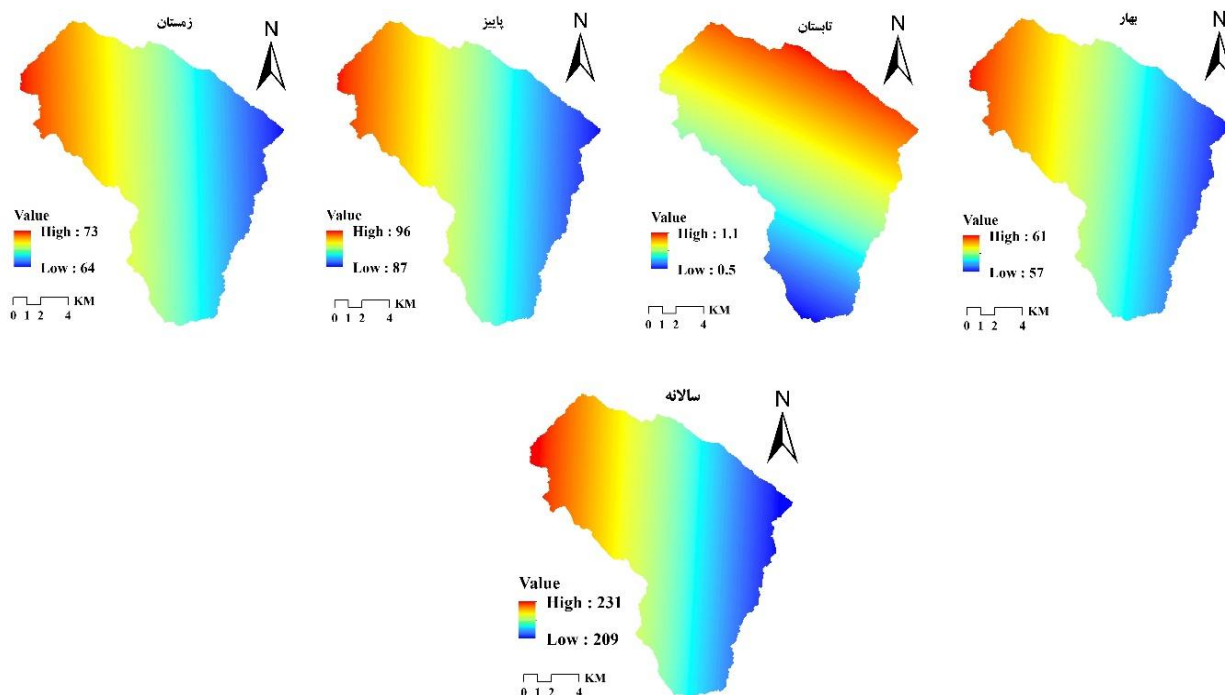 زمستان
N
Value
High : 73
Low : 64
KM
0 1 2 4
پاییز
N
Value
High : 96
Low : 87
KM
0 1 2 4
تابستان
N
Value
High : 1.1
Low : 0.5
KM
0 1 2 4
بهار
N
Value
High : 61
Low : 57
KM
0 1 2 4
سالانه
N
Value
High : 231
Low : 209
KM
0 1 2 4